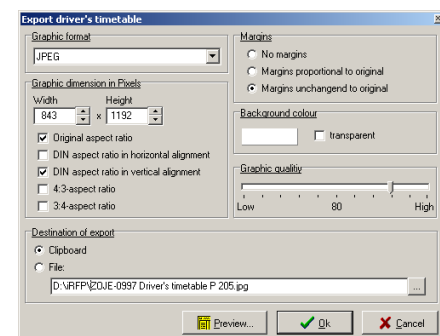 Export driver's timetable
Graphic format
JPEG
Graphic dimension in Pixels
Width Height
843 x 1192
Original aspect ratio
DIN aspect ratio in horizontal alignment
DIN aspect ratio in vertical alignment
4:3-aspect ratio
3:4-aspect ratio
Margins
No margins
Margins proportional to original
Margins unchangend to original
Background colour
transparent
Graphic quality
Low 80 High
Destination of export
Clipboard
File:
D:\iRFP\ZOJE-0997 Driver's timetable P 205.jpg
...
Preview... Ok Cancel